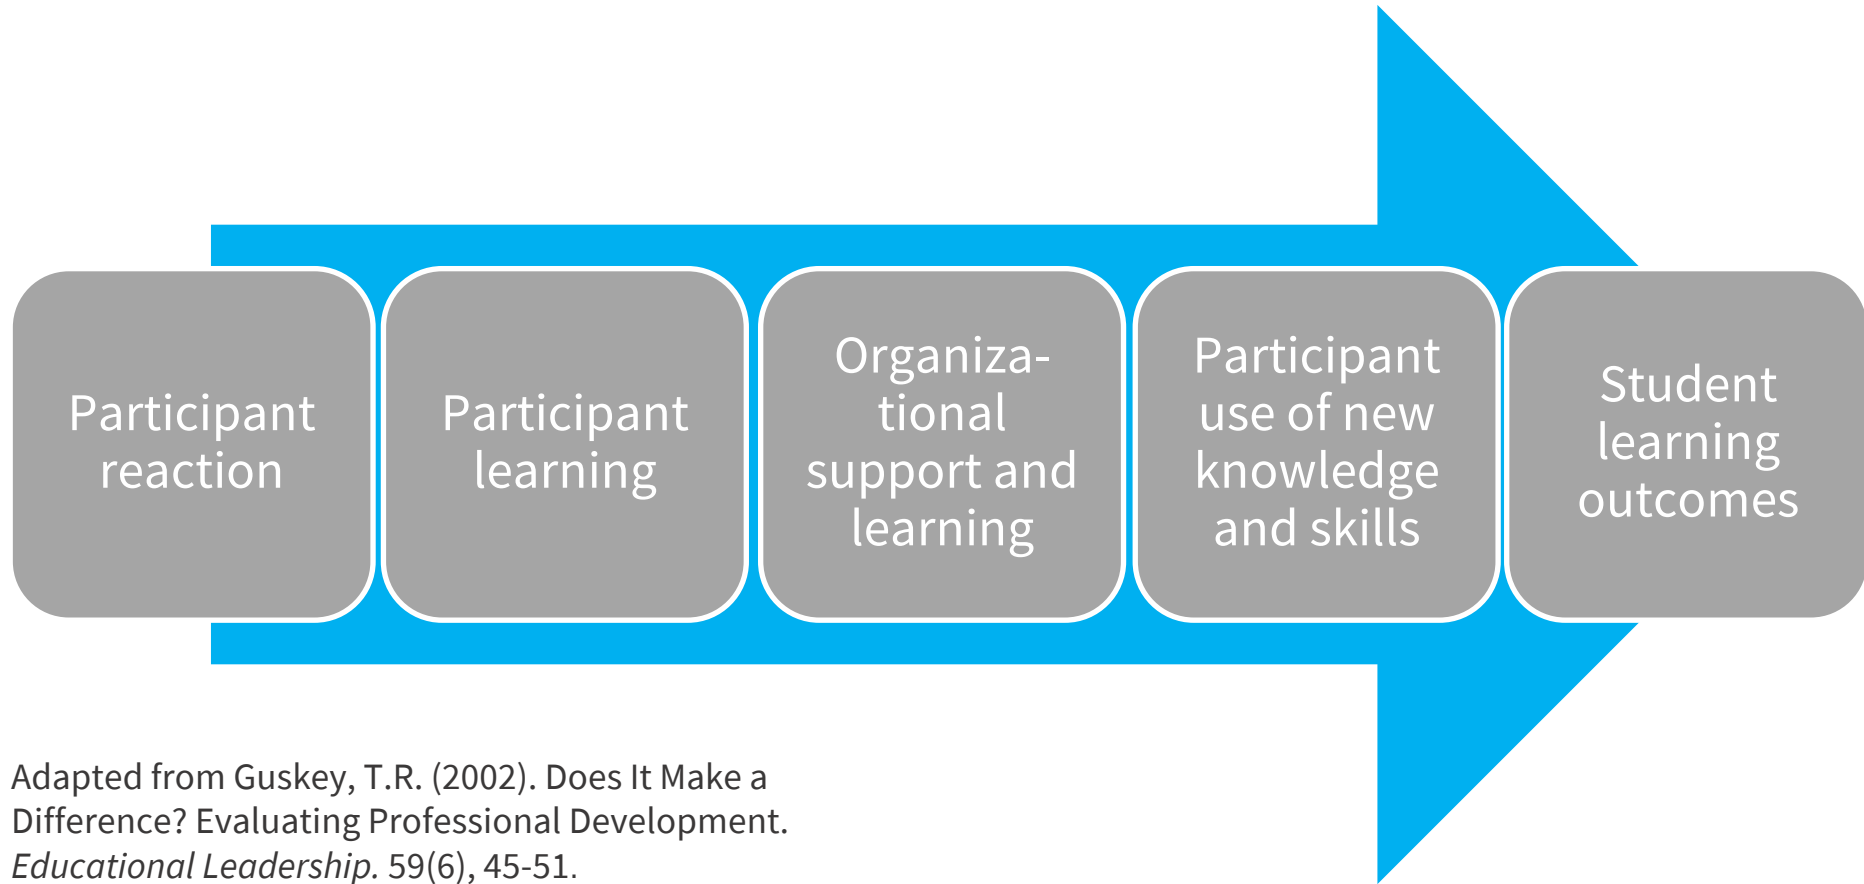 Participant
reaction
Participant
learning
Organiza-
tional
support and
learning
Participant
use of new
knowledge
and skills
Student
learning
outcomes
Adapted from Guskey, T.R. (2002). Does It Make a
Difference? Evaluating Professional Development.
Educational Leadership. 59(6), 45-51.